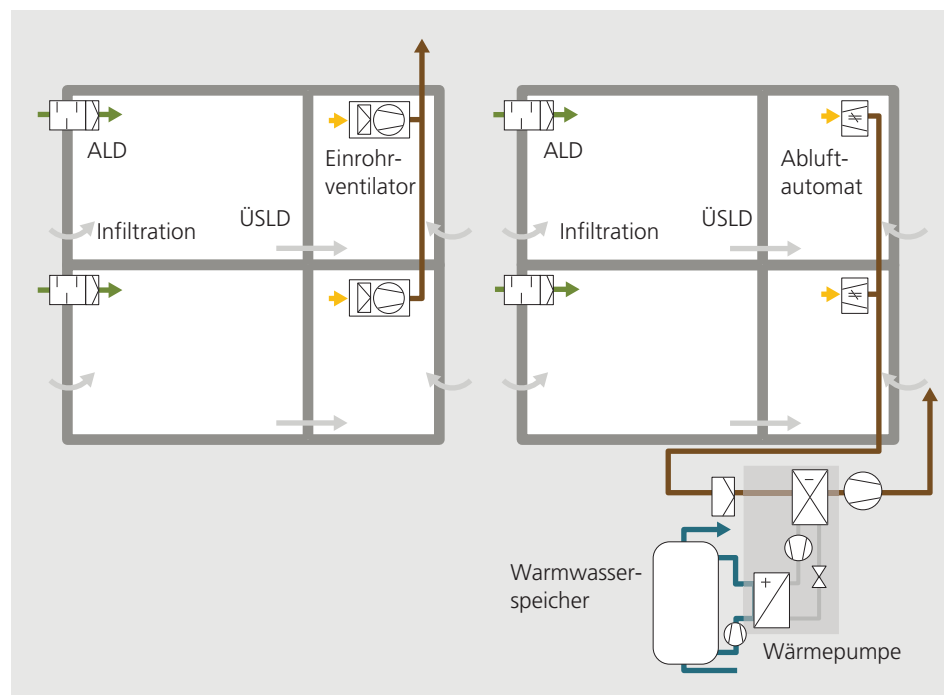 ALD
Einrohr-
ventilator
Infiltration
ÜSLD
ALD
Abluft-
automat
Infiltration
ÜSLD
Warmwasser-
speicher
Wärmepumpe